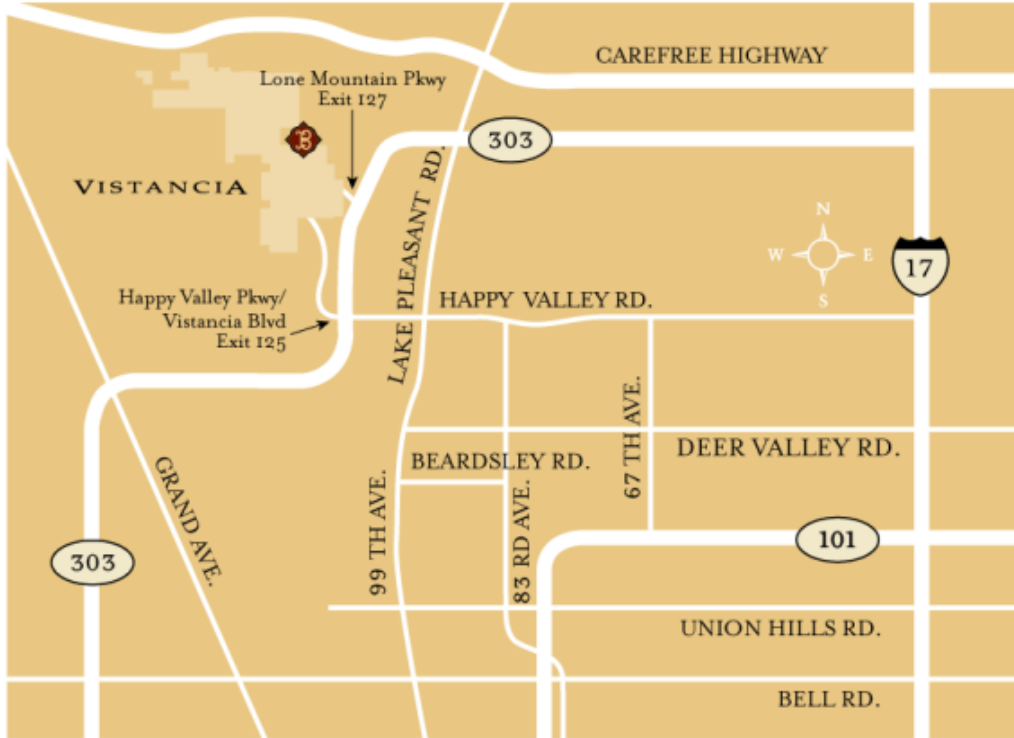 CAREFREE HIGHWAY
Lone Mountain Pkwy
Exit 127
303
B
VISTANCIA
LAKE PLEASANT RD.
N
W
E
S
17
Happy Valley Pkwy/
Vistancia Blvd
Exit 125
HAPPY VALLEY RD.
67 TH AVE.
DEER VALLEY RD.
BEARDSLEY RD.
GRAND AVE.
99 TH AVE.
83 RD AVE.
303
101
UNION HILLS RD.
BELL RD.